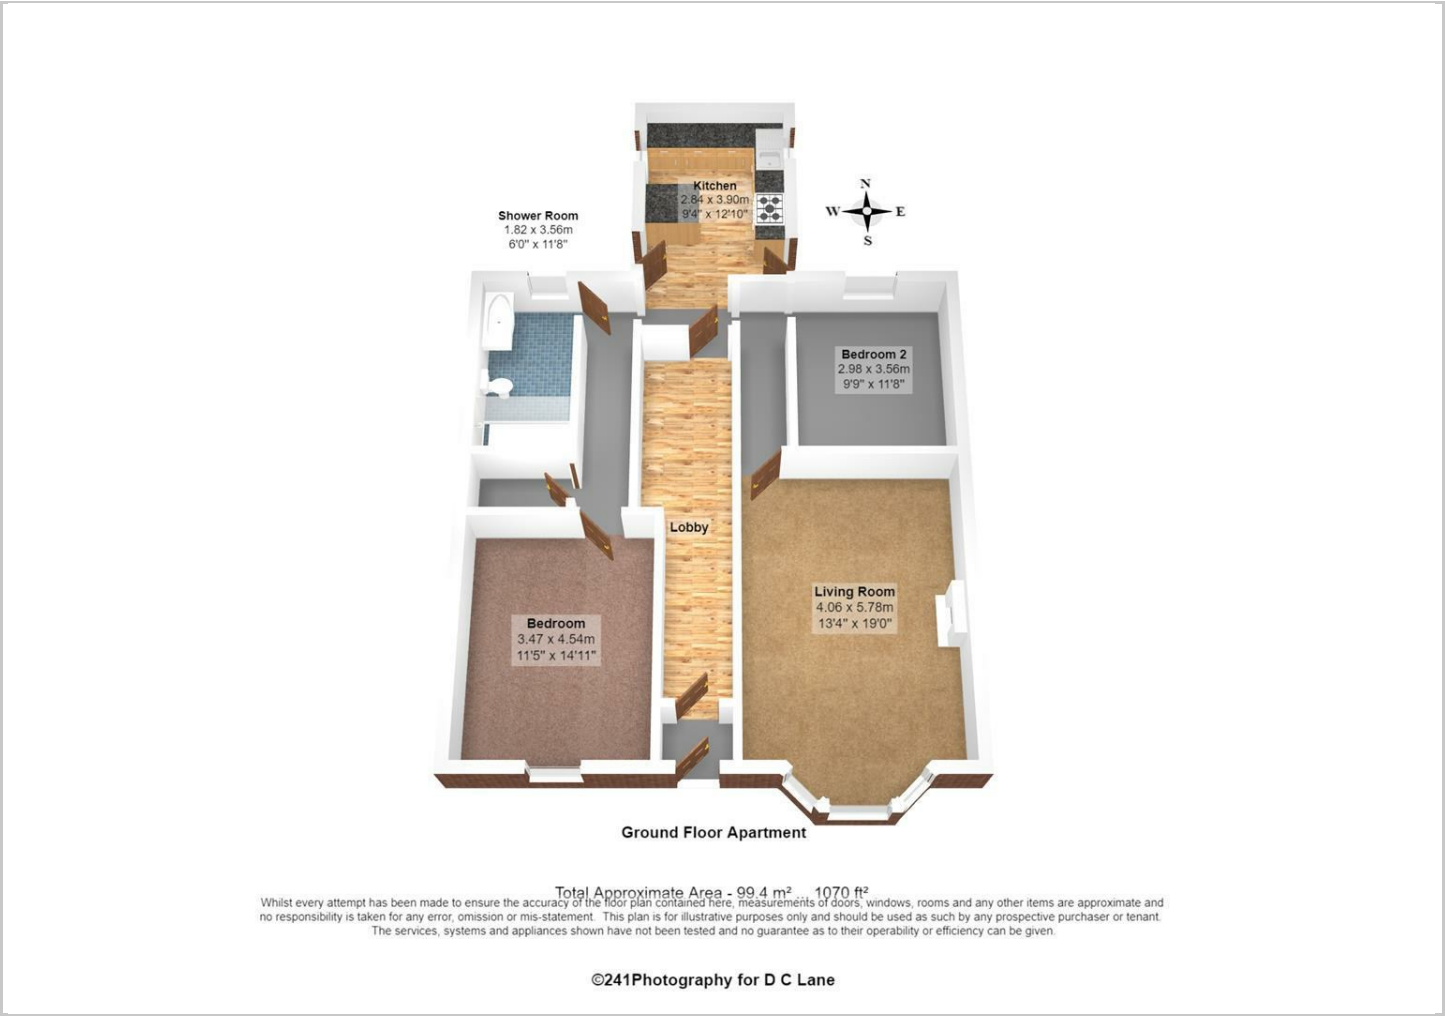 Kitchen
2.84 x 3.90m
9'4" x 12'10"
N
W E
S
Shower Room
1.82 x 3.56m
6'0" x 11'8"
Bedroom 2
2.98 x 3.56m
9'9" x 11'8"
Lobby
Living Room
4.06 x 5.78m
13'4" x 19'0"
Bedroom
3.47 x 4.54m
11'5" x 14'11"
Ground Floor Apartment
Total Approximate Area - 99.4 m² ... 1070 ft²
Whilst every attempt has been made to ensure the accuracy of the floor plan contained here, measurements of doors, windows, rooms and any other items are approximate and
no responsibility is taken for any error, omission or mis-statement. This plan is for illustrative purposes only and should be used as such by any prospective purchaser or tenant.
The services, systems and appliances shown have not been tested and no guarantee as to their operability or efficiency can be given.
©241Photography for D C Lane